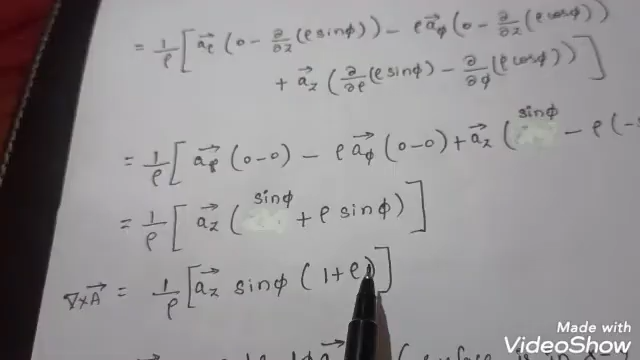 = 1/ρ [ a⃗ρ (0 - ∂/∂z (ρ sinϕ)) - ρ a⃗ϕ (0 - ∂/∂z (ρ cosϕ))
+ a⃗z ( ∂/∂ρ (ρ sinϕ) - ∂/∂ϕ (ρ cosϕ)) ]
= 1/ρ [ a⃗ρ (0-0) - ρ a⃗ϕ (0-0) + a⃗z ( sinϕ - ρ (-
= 1/ρ [ a⃗z ( sinϕ + ρ sinϕ) ]
∇×A⃗ = 1/ρ [ a⃗z sinϕ (1+ρ) ]
Made with
VideoShow